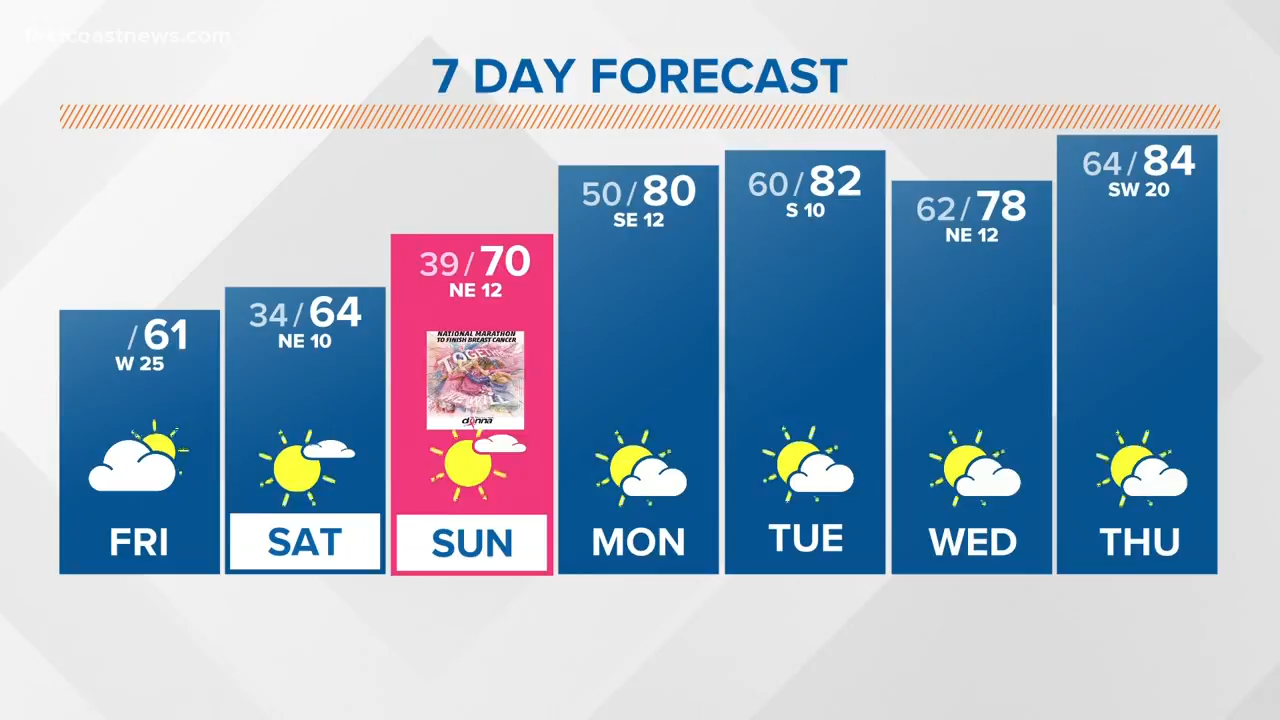 7 DAY FORECAST
/ 61
W 25
FRI
34 / 64
NE 10
SAT
39 / 70
NE 12
NATIONAL MARATHON
TO FINISH BREAST CANCER
donna
SUN
50 / 80
SE 12
MON
60 / 82
S 10
TUE
62 / 78
NE 12
WED
64 / 84
SW 20
THU